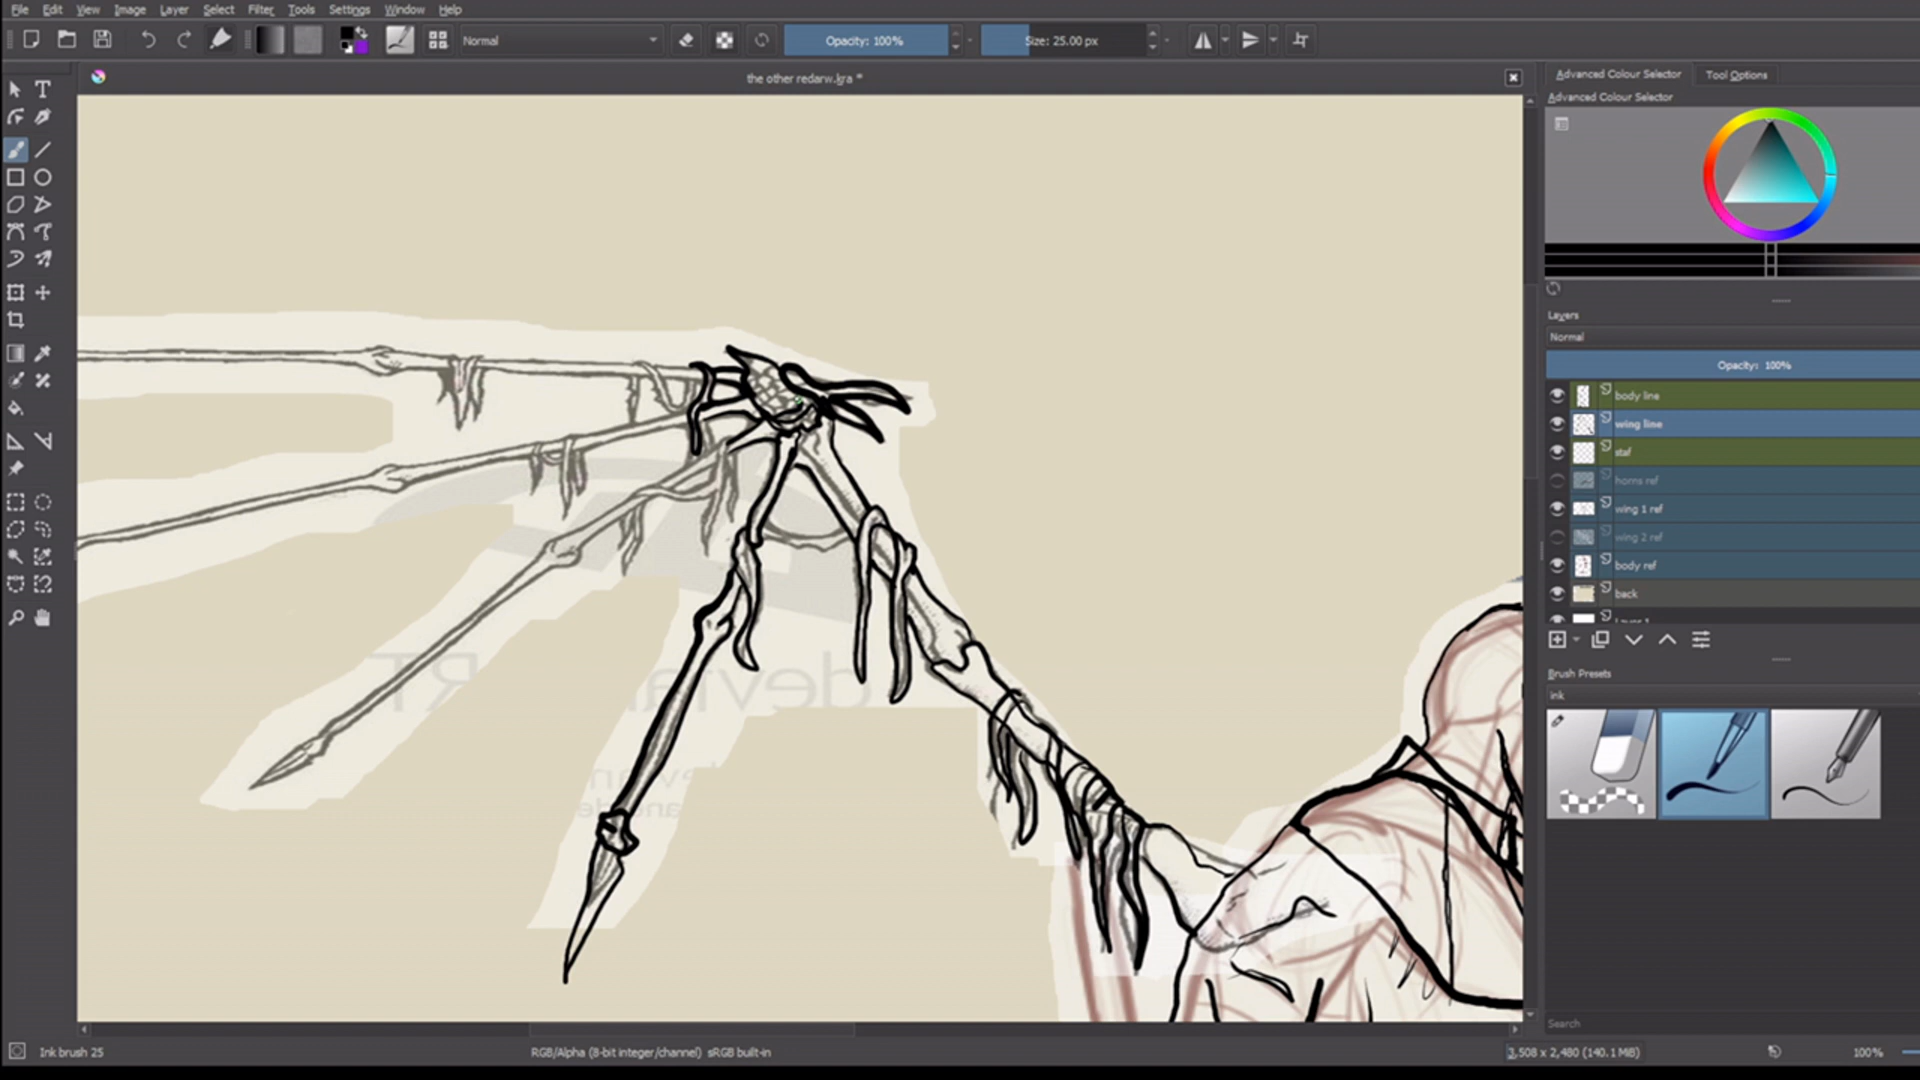 File Edit View Image Layer Select Filter Tools Settings Window Help
Normal
Opacity: 100%
Size: 25.00 px
the other redarw.kra *
Advanced Colour Selector
Tool Options
Advanced Colour Selector
Layers
Normal
Opacity: 100%
body line
wing line
staf
horns ref
wing 1 ref
wing 2 ref
body ref
back
Layer 1
Brush Presets
ink
Search
Ink brush 25
RGB/Alpha (8-bit integer/channel) sRGB built-in
3,508 x 2,480 (140.1 MiB)
100%